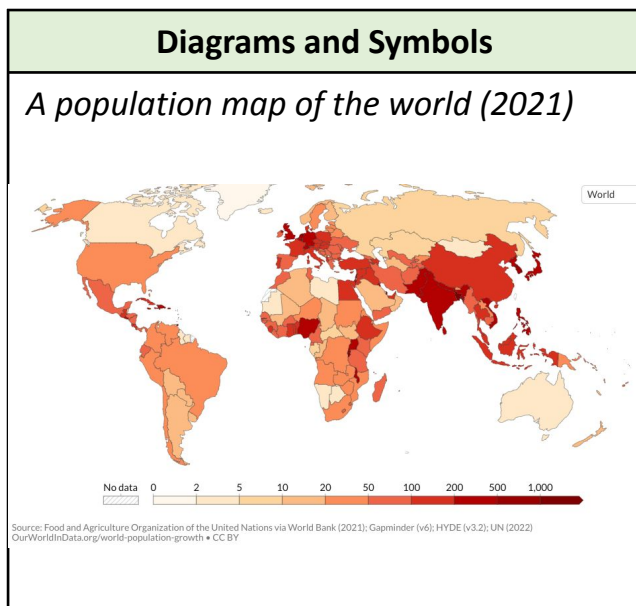 Diagrams and Symbols
A population map of the world (2021)
World
No data 0 2 5 10 20 50 100 200 500 1,000
Source: Food and Agriculture Organization of the United Nations via World Bank (2021); Gapminder (v6); HYDE (v3.2); UN (2022)
OurWorldInData.org/world-population-growth • CC BY